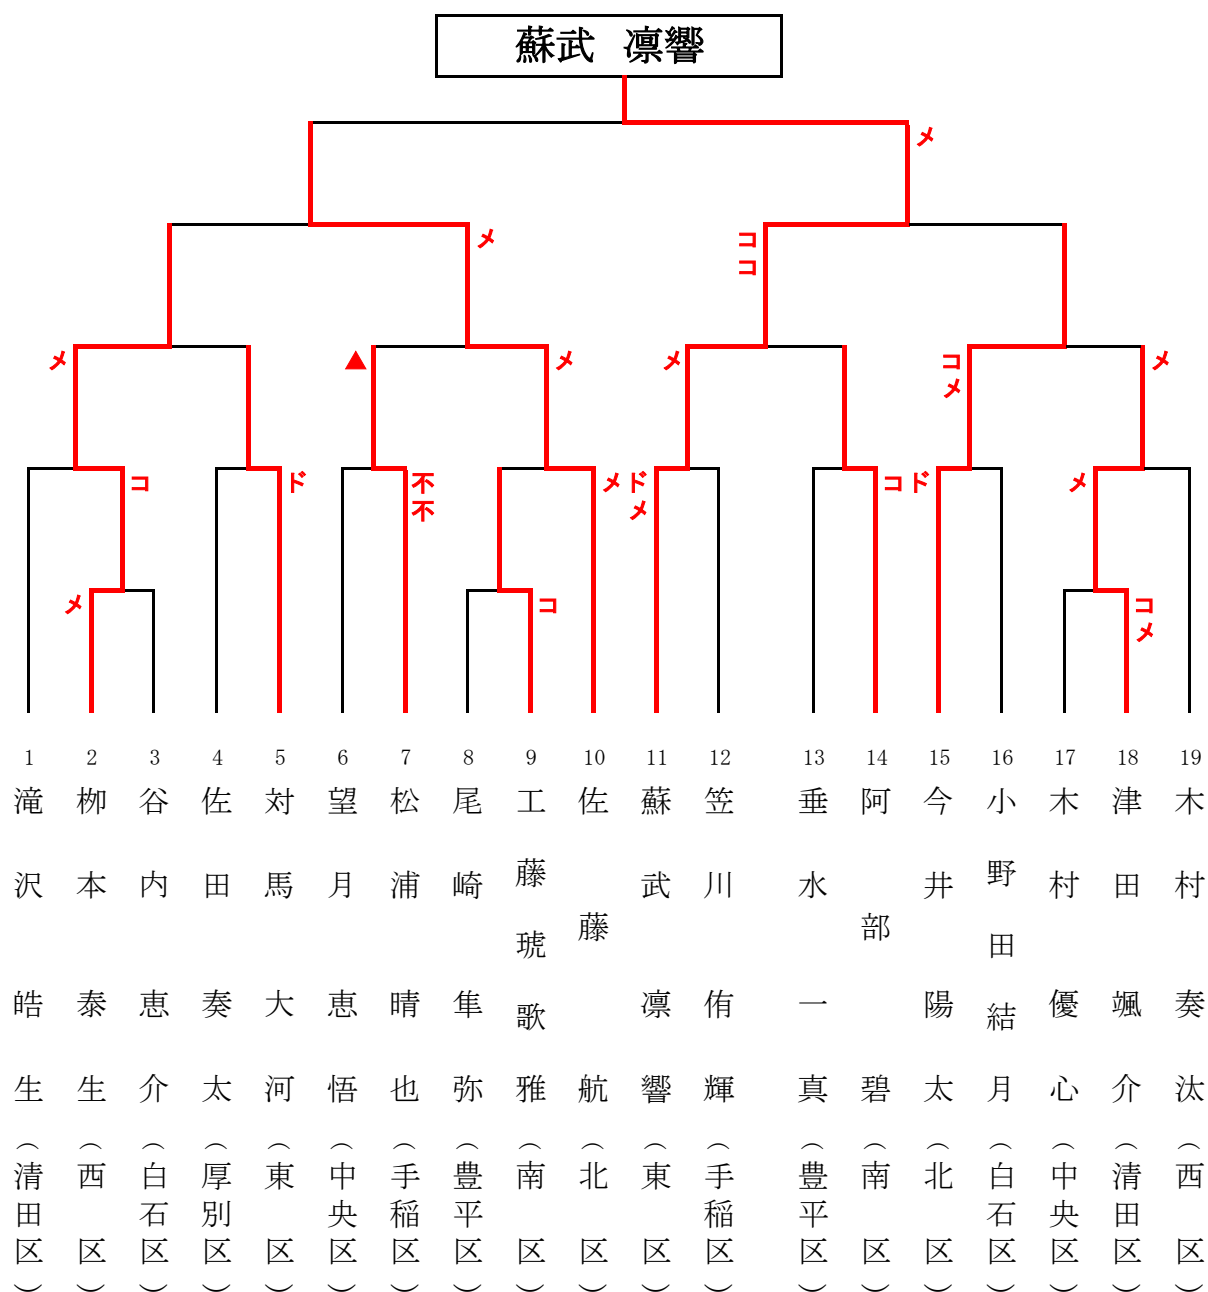 蘇武　凛響
メ
メ
コ
コ
メ
▲
メ
メ
コ
メ
メ
コ
ド
不
不
メ
ド
メ
コ
ド
メ
メ
コ
コ
メ
1 滝沢皓生（清田区）
2 栁本泰生（西区）
3 谷内恵介（白石区）
4 佐田奏太（厚別区）
5 対馬大河（東区）
6 望月恵悟（中央区）
7 松浦晴也（手稲区）
8 尾崎隼弥（豊平区）
9 工藤琥歌雅（南区）
10 佐藤航（北区）
11 蘇武凛響（東区）
12 笠川侑輝（手稲区）
13 垂水一真（豊平区）
14 阿部碧（南区）
15 今井陽太（北区）
16 小野田結月（白石区）
17 木村優心（中央区）
18 津田颯介（清田区）
19 木村奏汰（西区）